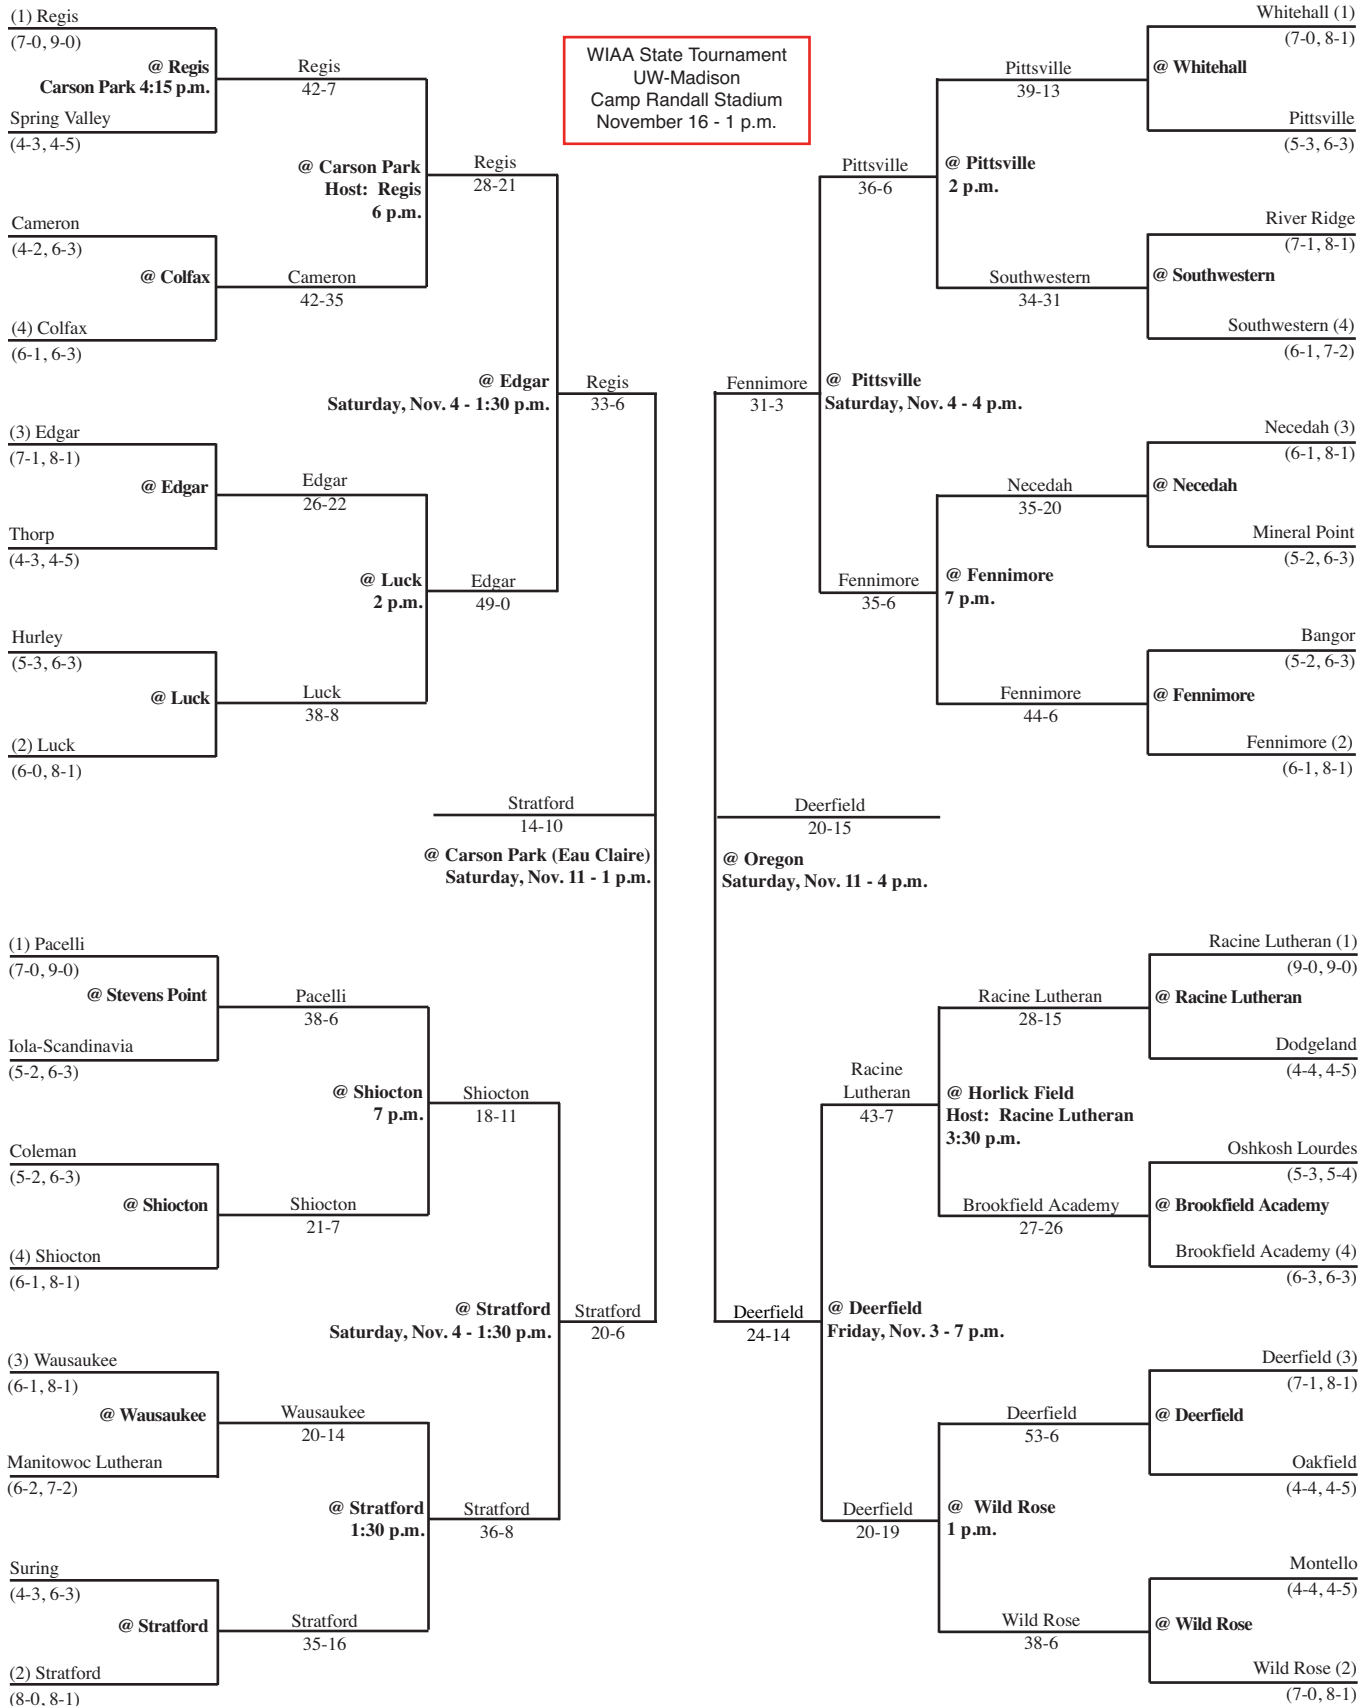 (1) Regis
(7-0, 9-0)
@ Regis
Carson Park 4:15 p.m.
Spring Valley
(4-3, 4-5)
Regis
42-7
@ Carson Park
Host: Regis
6 p.m.
Cameron
(4-2, 6-3)
@ Colfax
(4) Colfax
(6-1, 6-3)
Cameron
42-35
Regis
28-21
@ Edgar
Saturday, Nov. 4 - 1:30 p.m.
(3) Edgar
(7-1, 8-1)
@ Edgar
Thorp
(4-3, 4-5)
Edgar
26-22
@ Luck
2 p.m.
Hurley
(5-3, 6-3)
@ Luck
(2) Luck
(6-0, 8-1)
Luck
38-8
Edgar
49-0
Regis
33-6
Stratford
14-10
@ Carson Park (Eau Claire)
Saturday, Nov. 11 - 1 p.m.
(1) Pacelli
(7-0, 9-0)
@ Stevens Point
Iola-Scandinavia
(5-2, 6-3)
Pacelli
38-6
@ Shiocton
7 p.m.
Coleman
(5-2, 6-3)
@ Shiocton
(4) Shiocton
(6-1, 8-1)
Shiocton
21-7
Shiocton
18-11
@ Stratford
Saturday, Nov. 4 - 1:30 p.m.
(3) Wausaukee
(6-1, 8-1)
@ Wausaukee
Manitowoc Lutheran
(6-2, 7-2)
Wausaukee
20-14
@ Stratford
1:30 p.m.
Suring
(4-3, 6-3)
@ Stratford
(2) Stratford
(8-0, 8-1)
Stratford
35-16
Stratford
36-8
Stratford
20-6
WIAA State Tournament
UW-Madison
Camp Randall Stadium
November 16 - 1 p.m.
Whitehall (1)
(7-0, 8-1)
@ Whitehall
Pittsville
(5-3, 6-3)
Pittsville
39-13
@ Pittsville
2 p.m.
River Ridge
(7-1, 8-1)
@ Southwestern
Southwestern (4)
(6-1, 7-2)
Southwestern
34-31
Pittsville
36-6
@ Pittsville
Saturday, Nov. 4 - 4 p.m.
Necedah (3)
(6-1, 8-1)
@ Necedah
Mineral Point
(5-2, 6-3)
Necedah
35-20
@ Fennimore
7 p.m.
Bangor
(5-2, 6-3)
@ Fennimore
Fennimore (2)
(6-1, 8-1)
Fennimore
44-6
Fennimore
35-6
Fennimore
31-3
Deerfield
20-15
@ Oregon
Saturday, Nov. 11 - 4 p.m.
Racine Lutheran (1)
(9-0, 9-0)
@ Racine Lutheran
Dodgeland
(4-4, 4-5)
Racine Lutheran
28-15
@ Horlick Field
Host: Racine Lutheran
3:30 p.m.
Oshkosh Lourdes
(5-3, 5-4)
@ Brookfield Academy
Brookfield Academy (4)
(6-3, 6-3)
Brookfield Academy
27-26
Racine
Lutheran
43-7
@ Deerfield
Friday, Nov. 3 - 7 p.m.
Deerfield (3)
(7-1, 8-1)
@ Deerfield
Oakfield
(4-4, 4-5)
Deerfield
53-6
@ Wild Rose
1 p.m.
Montello
(4-4, 4-5)
@ Wild Rose
Wild Rose (2)
(7-0, 8-1)
Wild Rose
38-6
Deerfield
20-19
Deerfield
24-14